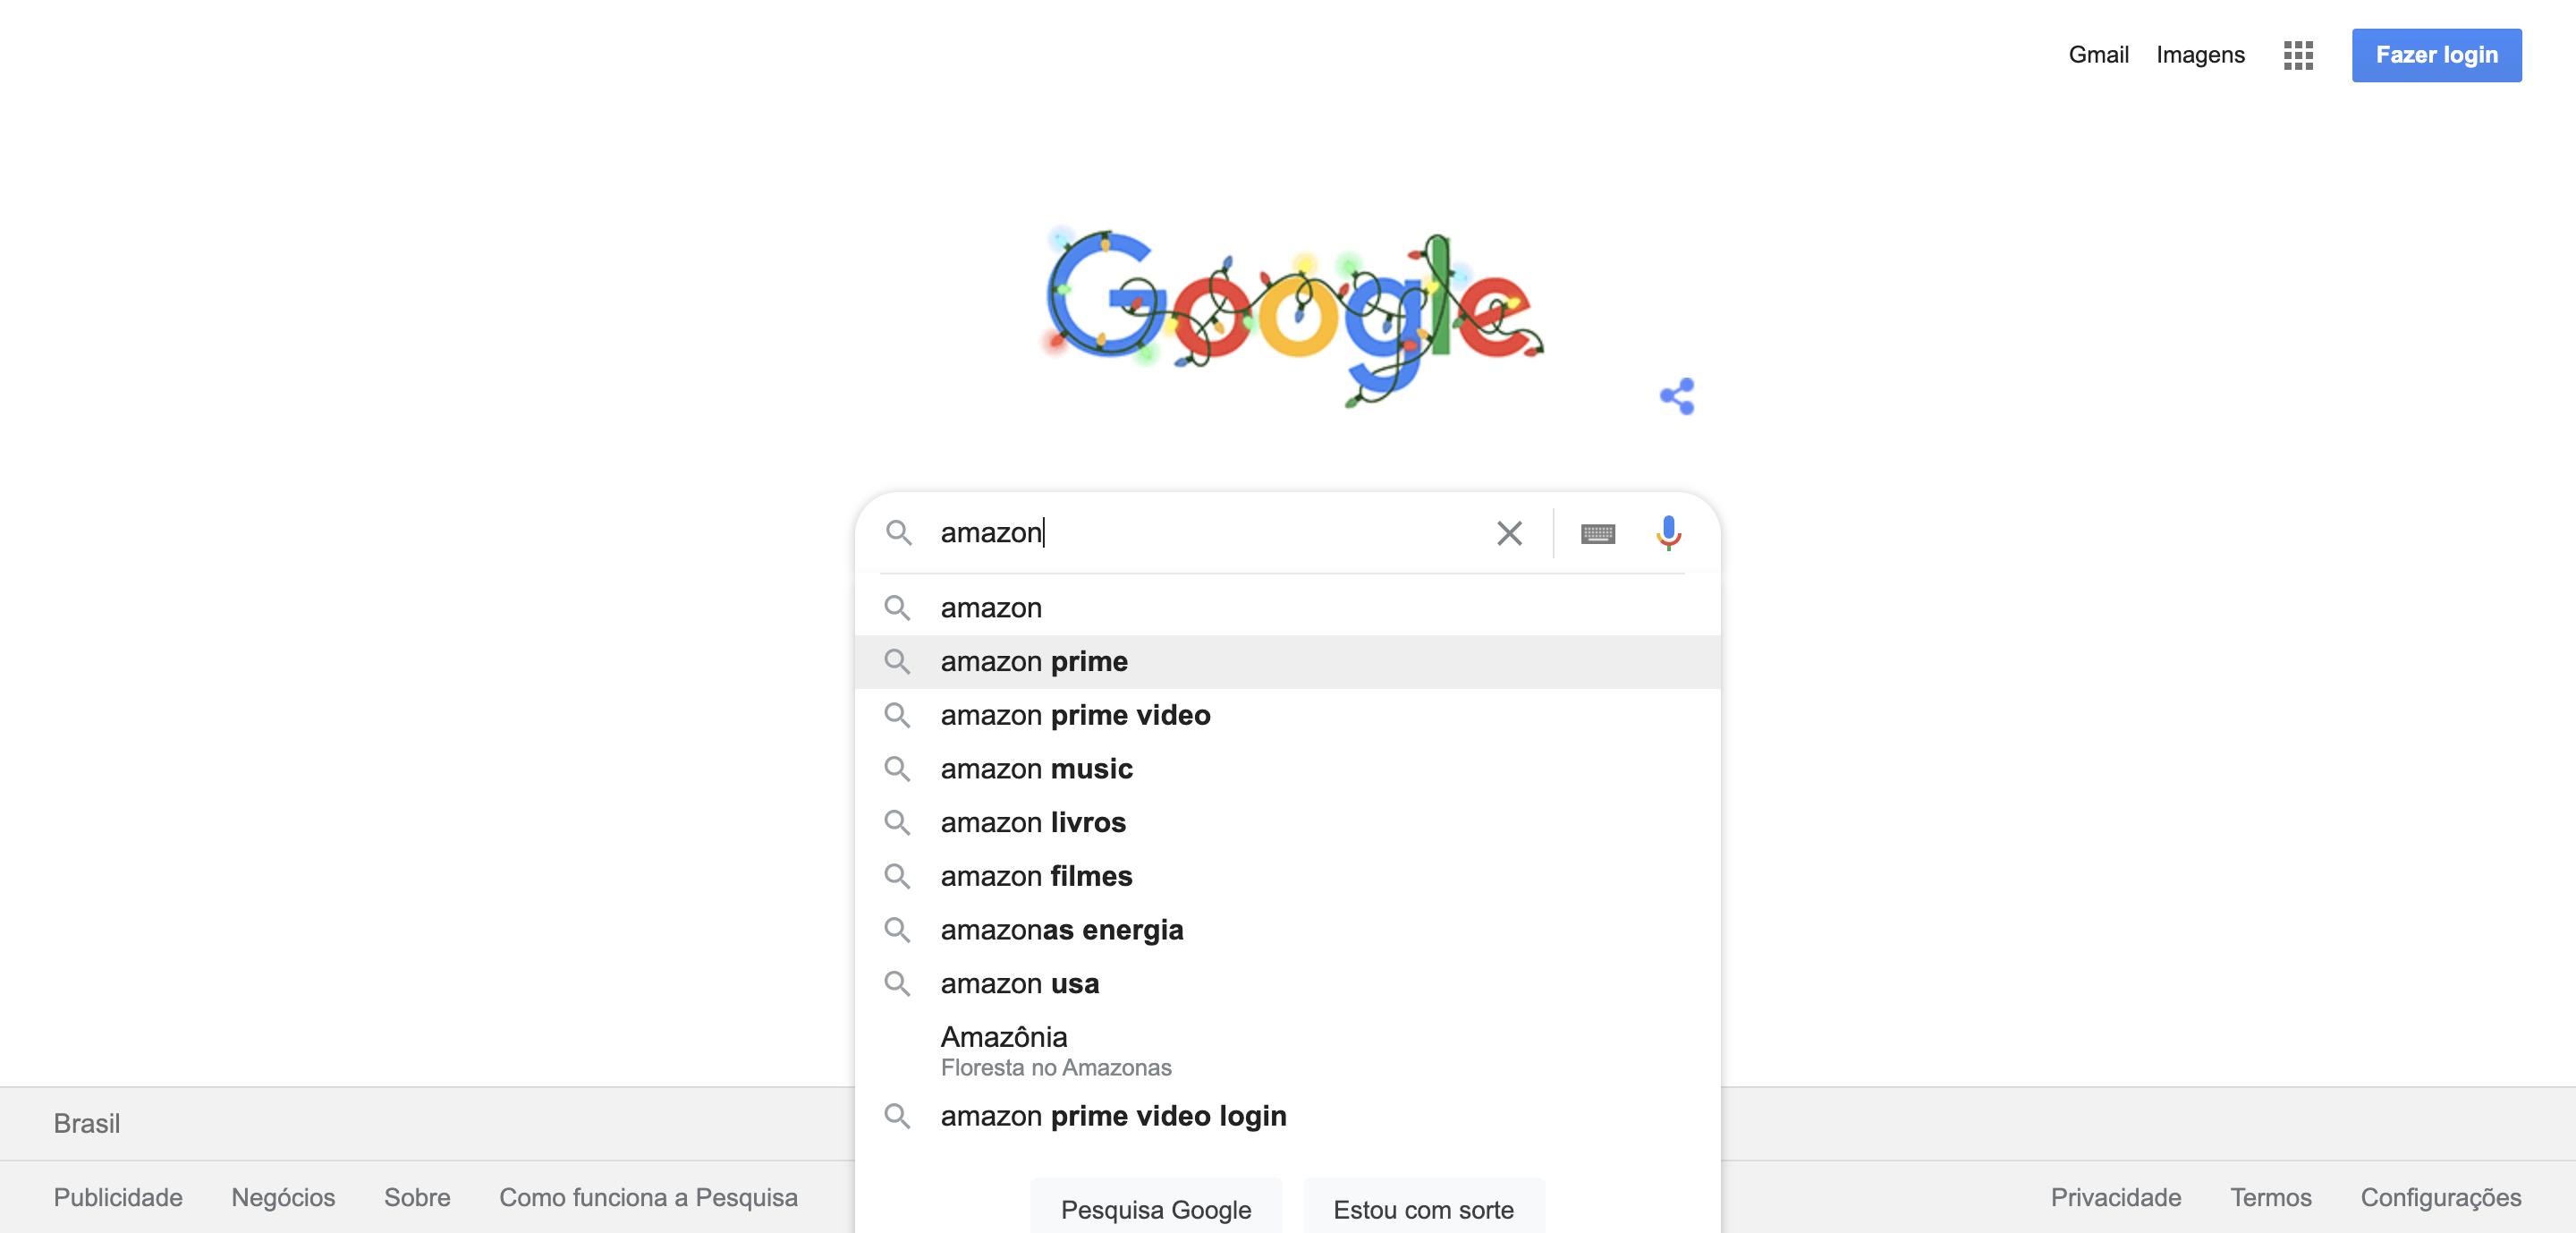 Gmail Imagens Fazer login
Google
amazon
amazon
amazon prime
amazon prime video
amazon music
amazon livros
amazon filmes
amazonas energia
amazon usa
Amazônia
Floresta no Amazonas
amazon prime video login
Pesquisa Google Estou com sorte
Brasil
Publicidade Negócios Sobre Como funciona a Pesquisa Privacidade Termos Configurações